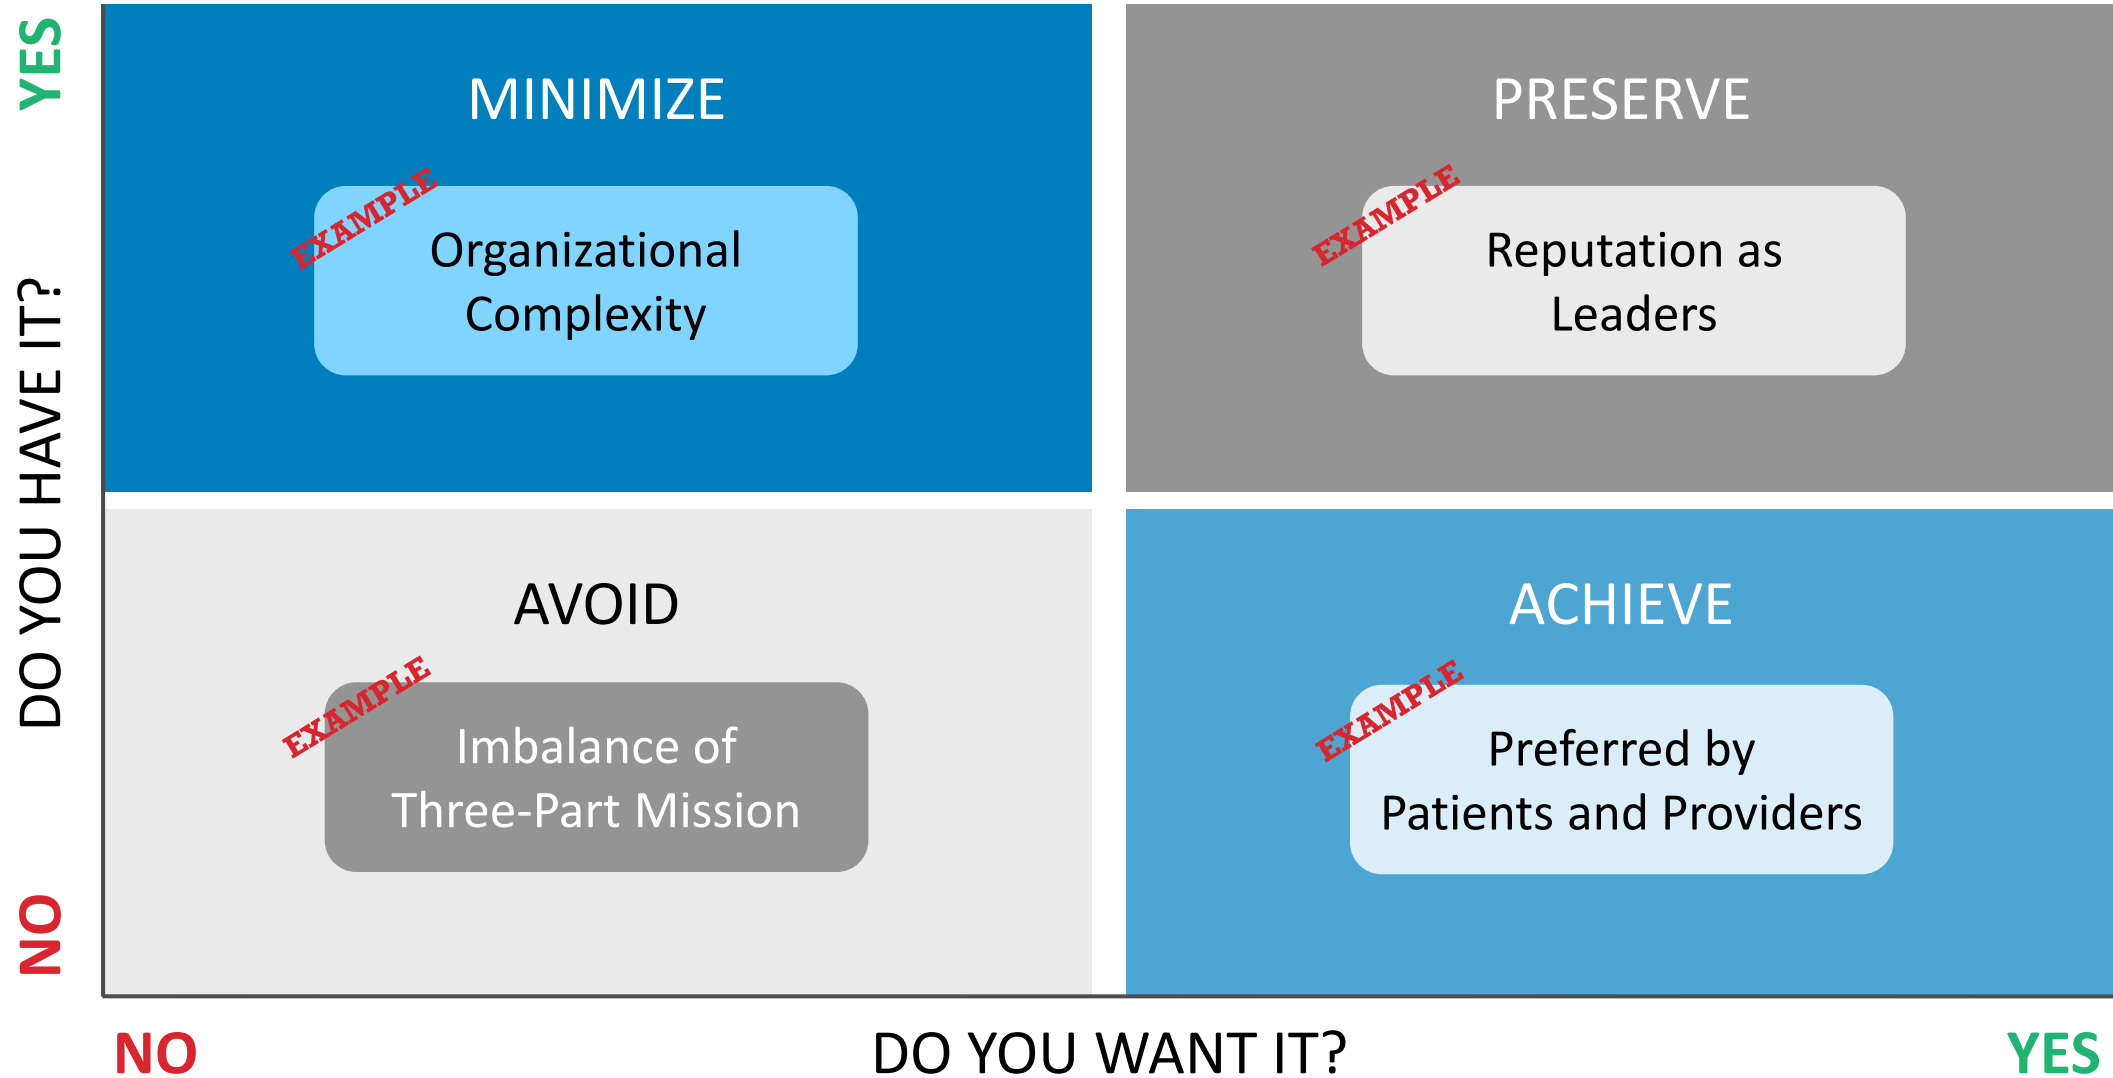 YES
MINIMIZE
EXAMPLE
Organizational
Complexity
PRESERVE
EXAMPLE
Reputation as
Leaders
DO YOU HAVE IT?
AVOID
EXAMPLE
Imbalance of
Three-Part Mission
ACHIEVE
EXAMPLE
Preferred by
Patients and Providers
NO
NO
DO YOU WANT IT?
YES